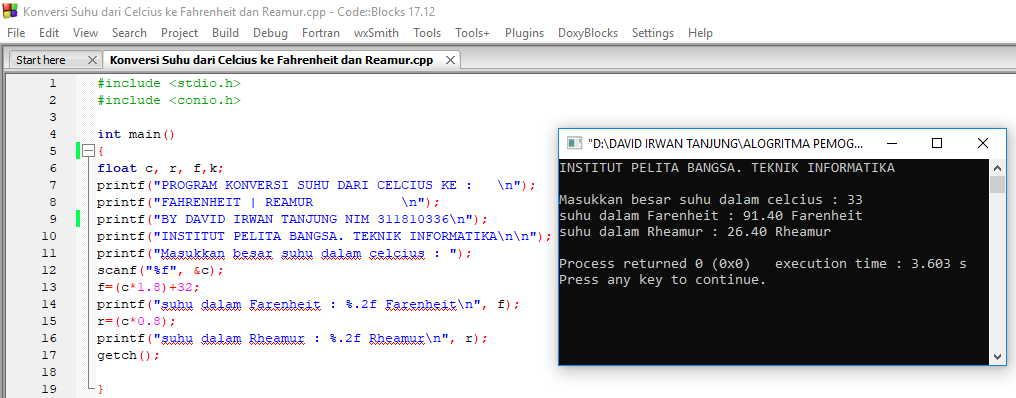 Konversi Suhu dari Celcius ke Fahrenheit dan Reamur.cpp - Code::Blocks 17.12
File Edit View Search Project Build Debug Fortran wxSmith Tools Tools+ Plugins DoxyBlocks Settings Help
Start here Konversi Suhu dari Celcius ke Fahrenheit dan Reamur.cpp
1 #include <stdio.h>
2 #include <conio.h>
3
4 int main()
5 {
6 float c, r, f,k;
7 printf("PROGRAM KONVERSI SUHU DARI CELCIUS KE :   \n");
8 printf("FAHRENHEIT | REAMUR            \n");
9 printf("BY DAVID IRWAN TANJUNG NIM 311810336\n");
10 printf("INSTITUT PELITA BANGSA. TEKNIK INFORMATIKA\n\n");
11 printf("Masukkan besar suhu dalam celcius : ");
12 scanf("%f", &c);
13 f=(c*1.8)+32;
14 printf("suhu dalam Farenheit : %.2f Farenheit\n", f);
15 r=(c*0.8);
16 printf("suhu dalam Rheamur : %.2f Rheamur\n", r);
17 getch();
18
19 }
"D:\DAVID IRWAN TANJUNG\ALOGRITMA PEMOG...
INSTITUT PELITA BANGSA. TEKNIK INFORMATIKA
Masukkan besar suhu dalam celcius : 33
suhu dalam Farenheit : 91.40 Farenheit
suhu dalam Rheamur : 26.40 Rheamur
Process returned 0 (0x0)   execution time : 3.603 s
Press any key to continue.